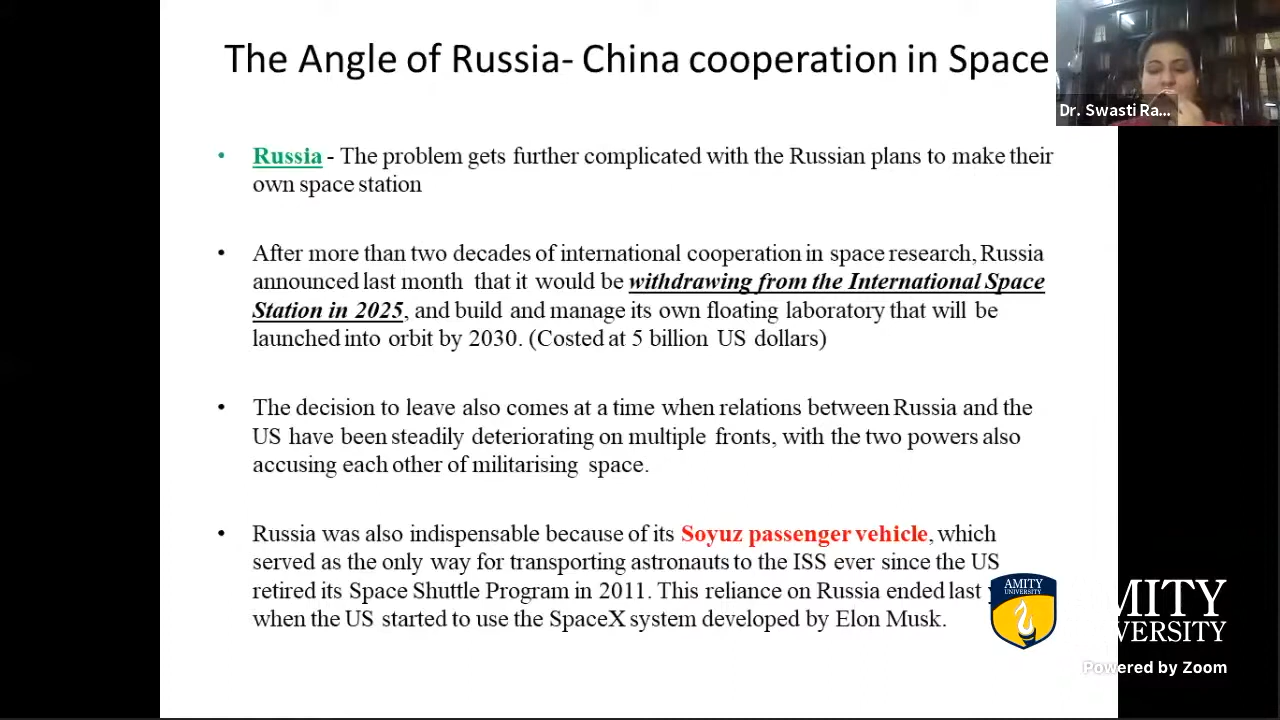 The Angle of Russia- China cooperation in Space
Dr. Swasti Ra...
• Russia - The problem gets further complicated with the Russian plans to make their
own space station
• After more than two decades of international cooperation in space research, Russia
announced last month that it would be withdrawing from the International Space
Station in 2025, and build and manage its own floating laboratory that will be
launched into orbit by 2030. (Costed at 5 billion US dollars)
• The decision to leave also comes at a time when relations between Russia and the
US have been steadily deteriorating on multiple fronts, with the two powers also
accusing each other of militarising space.
• Russia was also indispensable because of its Soyuz passenger vehicle, which
served as the only way for transporting astronauts to the ISS ever since the US
retired its Space Shuttle Program in 2011. This reliance on Russia ended last
when the US started to use the SpaceX system developed by Elon Musk.
AMITY
UNIVERSITY
MITY
VERSITY
Powered by Zoom